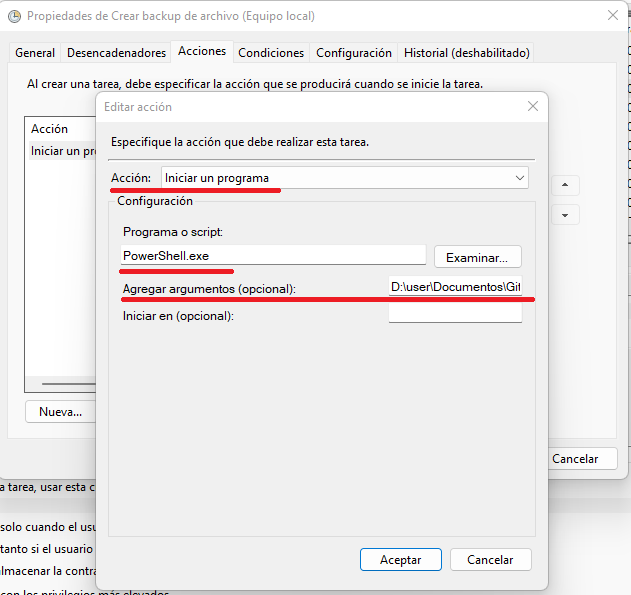 Propiedades de Crear backup de archivo (Equipo local)
General Desencadenadores Acciones Condiciones Configuración Historial (deshabilitado)
Al crear una tarea, debe especificar la acción que se producirá cuando se inicie la tarea.
Acción
Iniciar un pr
Editar acción
Especifique la acción que debe realizar esta tarea.
Acción: Iniciar un programa
Configuración
Programa o script:
PowerShell.exe Examinar...
Agregar argumentos (opcional): D:\user\Documentos\Git
Iniciar en (opcional):
Nueva...
Cancelar
a tarea, usar esta c
solo cuando el usu
tanto si el usuario
almacenar la contra
Aceptar Cancelar
con los privilegios más elevados